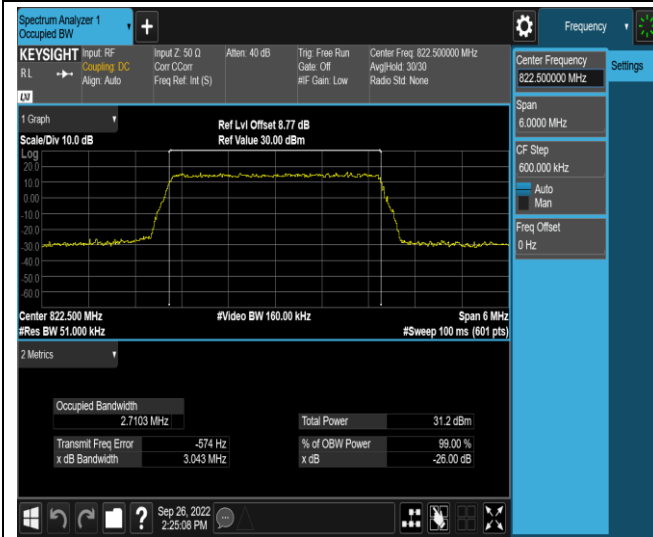 Spectrum Analyzer 1
Occupied BW
Frequency
KEYSIGHT
RL
Input: RF
Coupling: DC
Align: Auto
Input Z: 50 Ω
Corr CCorr
Freq Ref: Int (S)
Atten: 40 dB
Trig: Free Run
Gate: Off
#IF Gain: Low
Center Freq: 822.500000 MHz
Avg|Hold: 30/30
Radio Std: None
LXI
1 Graph
Scale/Div 10.0 dB
Ref Lvl Offset 8.77 dB
Ref Value 30.00 dBm
Log
20.0
10.0
0.00
-10.0
-20.0
-30.0
-40.0
-50.0
-60.0
Center 822.500 MHz
#Video BW 160.00 kHz
Span 6 MHz
#Res BW 51.000 kHz
#Sweep 100 ms (601 pts)
2 Metrics
Occupied Bandwidth
2.7103 MHz
Total Power 31.2 dBm
Transmit Freq Error -574 Hz
% of OBW Power 99.00 %
x dB Bandwidth 3.043 MHz
x dB -26.00 dB
Center Frequency
822.500000 MHz
Settings
Span
6.0000 MHz
CF Step
600.000 kHz
Auto
Man
Freq Offset
0 Hz
?
Sep 26, 2022
2:25:08 PM